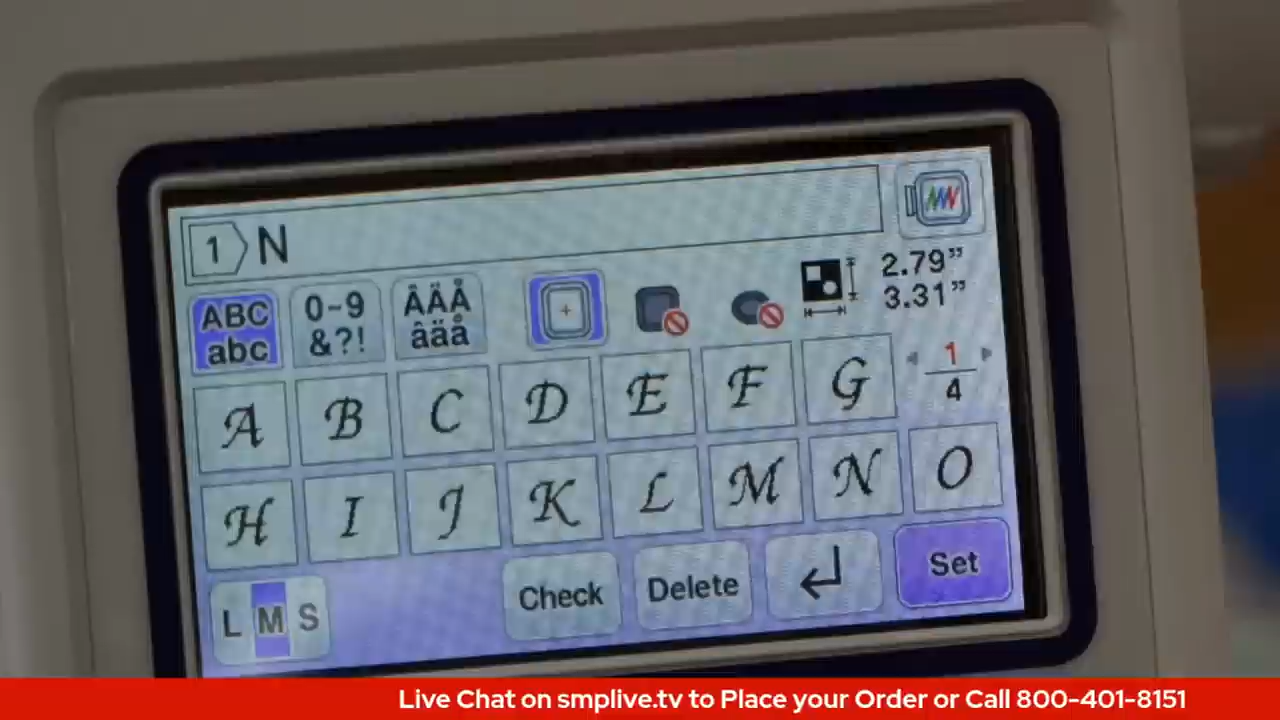 1 N
ABC abc 0-9 &?! ÂÄÅ âäå 2.79" 3.31"
A B C D E F G 1/4
H I J K L M N O
L M S Check Delete Set
Live Chat on smplive.tv to Place your Order or Call 800-401-8151